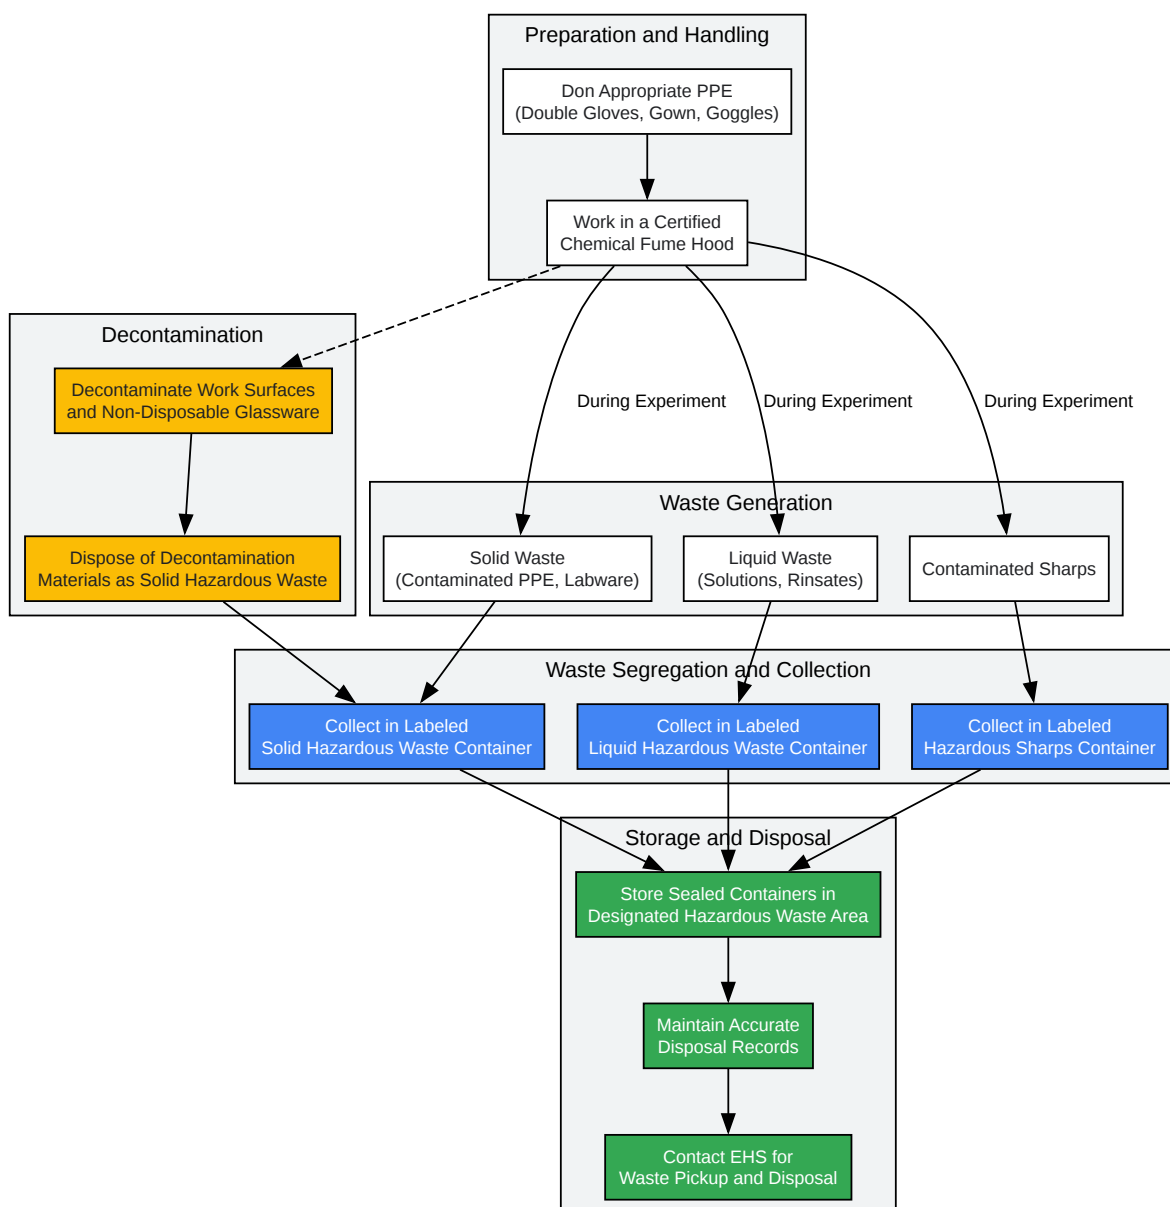 Preparation and Handling
Don Appropriate PPE
(Double Gloves, Gown, Goggles)
Work in a Certified
Chemical Fume Hood
Decontamination
Decontaminate Work Surfaces
and Non-Disposable Glassware
During Experiment
During Experiment
During Experiment
Waste Generation
Dispose of Decontamination
Materials as Solid Hazardous Waste
Solid Waste
(Contaminated PPE, Labware)
Liquid Waste
(Solutions, Rinsates)
Contaminated Sharps
Waste Segregation and Collection
Collect in Labeled
Solid Hazardous Waste Container
Collect in Labeled
Liquid Hazardous Waste Container
Collect in Labeled
Hazardous Sharps Container
Storage and Disposal
Store Sealed Containers in
Designated Hazardous Waste Area
Maintain Accurate
Disposal Records
Contact EHS for
Waste Pickup and Disposal